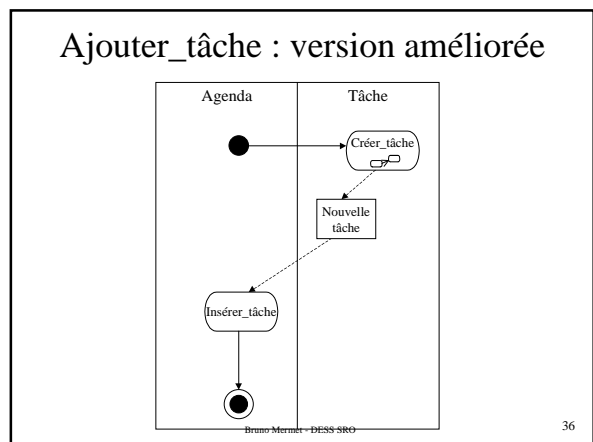 Ajouter_tâche : version améliorée
Agenda
Tâche
Créer_tâche
Nouvelle
tâche
Insérer_tâche
Bruno Mermet - DESS SRO
36